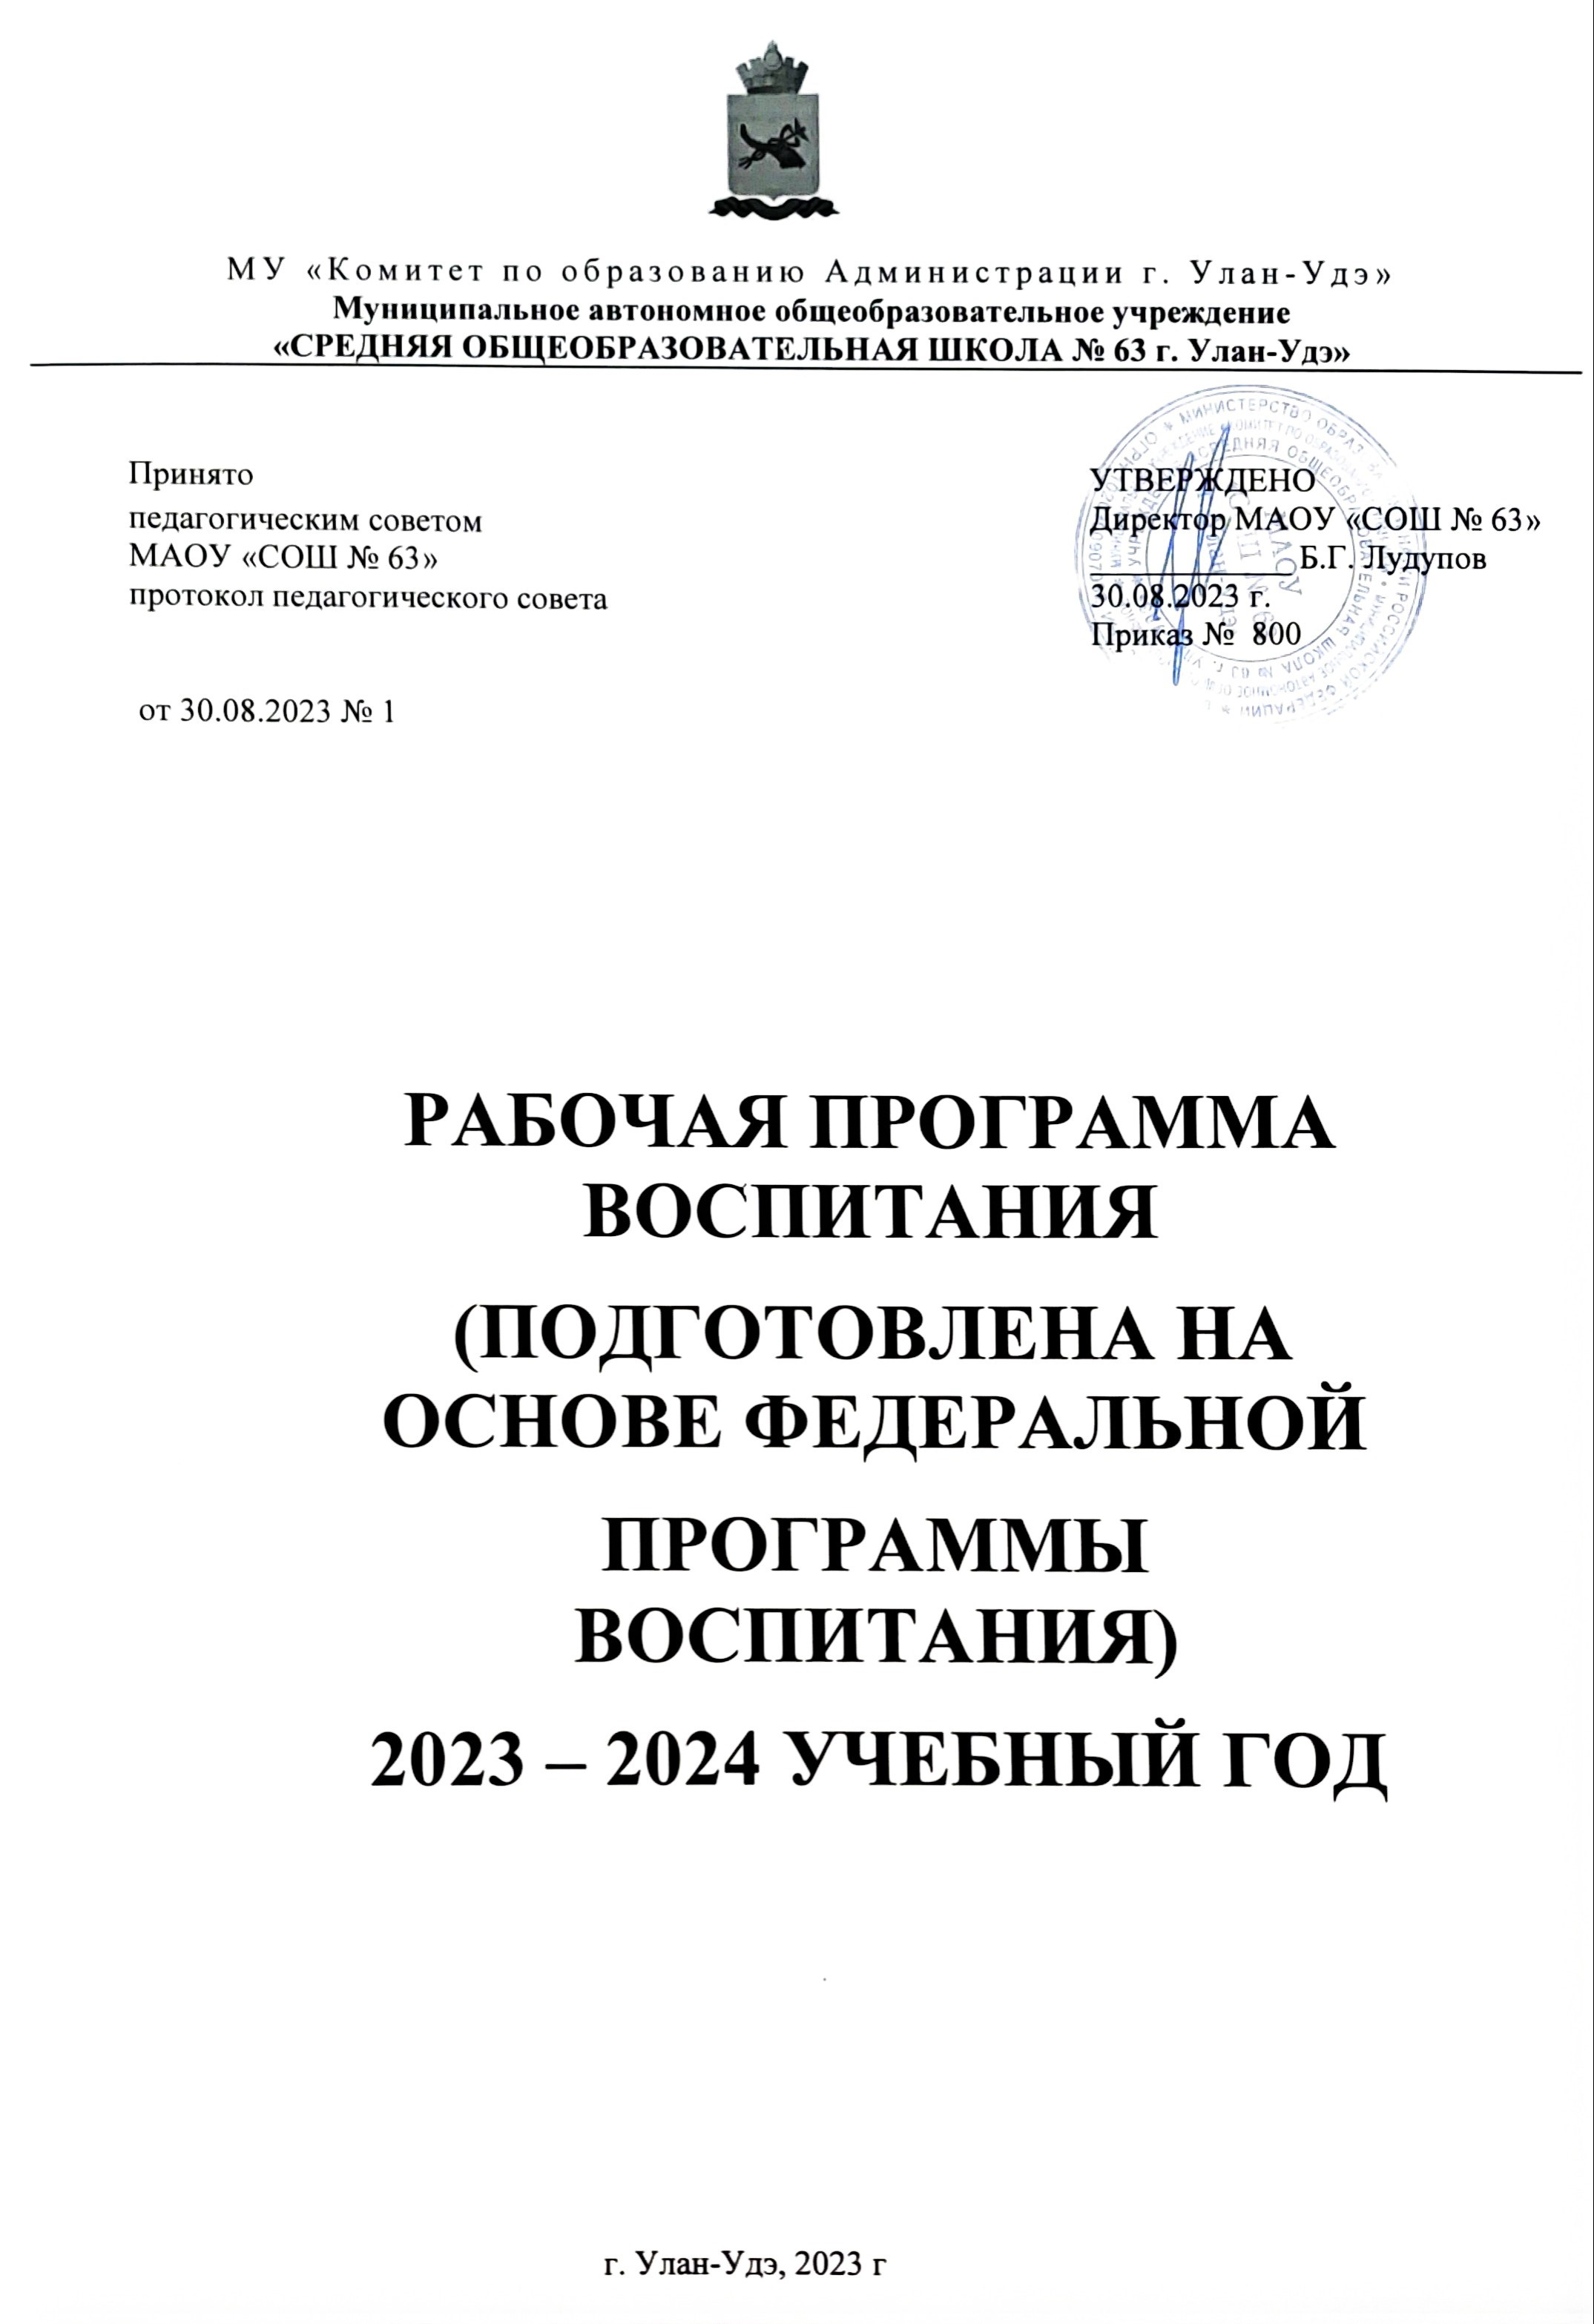 МУ «Комитет по образованию Администрации г. Улан-Удэ»
Муниципальное автономное общеобразовательное учреждение
«СРЕДНЯЯ ОБЩЕОБРАЗОВАТЕЛЬНАЯ ШКОЛА № 63 г. Улан-Удэ»
Принято
педагогическим советом
МАОУ «СОШ № 63»
протокол педагогического совета
от 30.08.2023 № 1
УТВЕРЖДЕНО
Директор МАОУ «СОШ № 63»
Б.Г. Лудупов
30.08.2023 г.
Приказ № 800
РАБОЧАЯ ПРОГРАММА
ВОСПИТАНИЯ
(ПОДГОТОВЛЕНА НА
ОСНОВЕ ФЕДЕРАЛЬНОЙ
ПРОГРАММЫ
ВОСПИТАНИЯ)
2023 – 2024 УЧЕБНЫЙ ГОД
г. Улан-Удэ, 2023 г